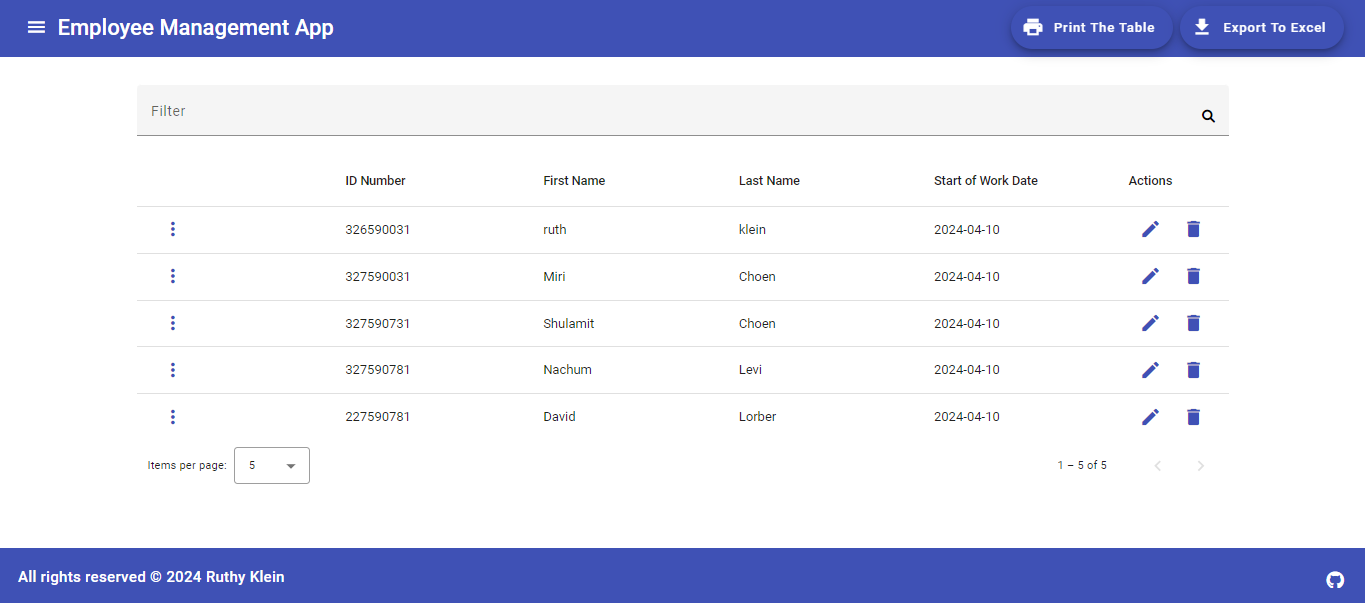 Employee Management App Print The Table Export To Excel
Filter
ID Number First Name Last Name Start of Work Date Actions
326590031 ruth klein 2024-04-10
327590031 Miri Choen 2024-04-10
327590731 Shulamit Choen 2024-04-10
327590781 Nachum Levi 2024-04-10
227590781 David Lorber 2024-04-10
Items per page: 5 1 – 5 of 5
All rights reserved © 2024 Ruthy Klein